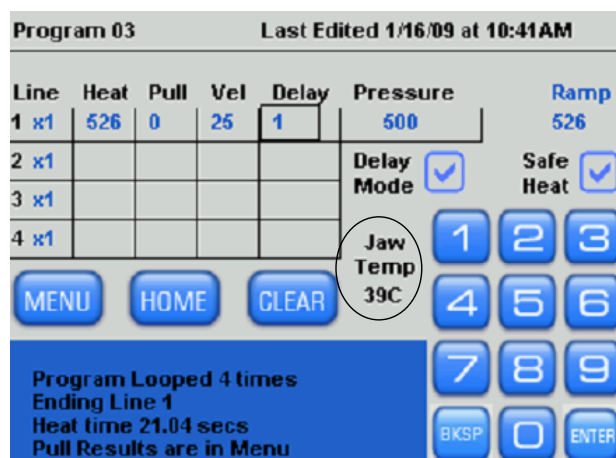 Program 03 Last Edited 1/16/09 at 10:41AM
Line Heat Pull Vel Delay Pressure Ramp
1 x1 526 0 25 1 500 526
2 x1 Delay Mode Safe Heat
3 x1
4 x1
Jaw
Temp
39C
1 2 3
MENU HOME CLEAR
4 5 6
7 8 9
BKSP 0 ENTER
Program Looped 4 times
Ending Line 1
Heat time 21.04 secs
Pull Results are in Menu